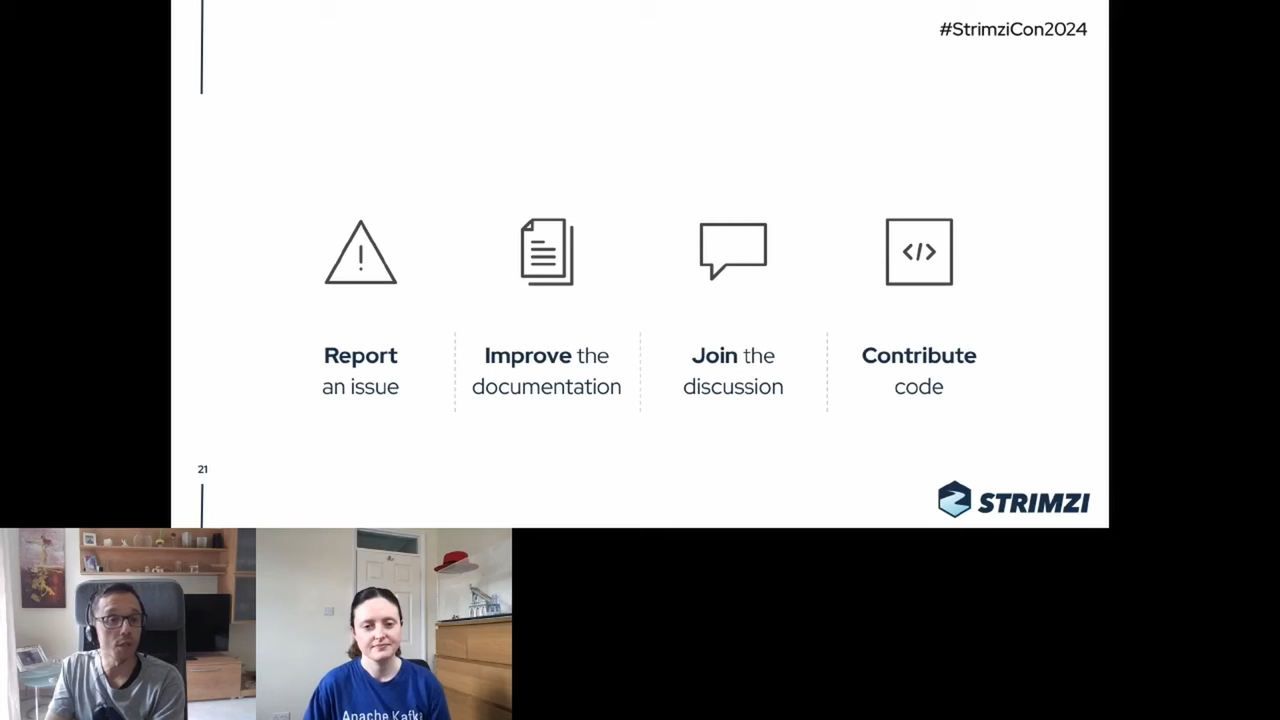 #StrimziCon2024
!
</>
Report
an issue
Improve the
documentation
Join the
discussion
Contribute
code
21
STRIMZI
Apache Kafka